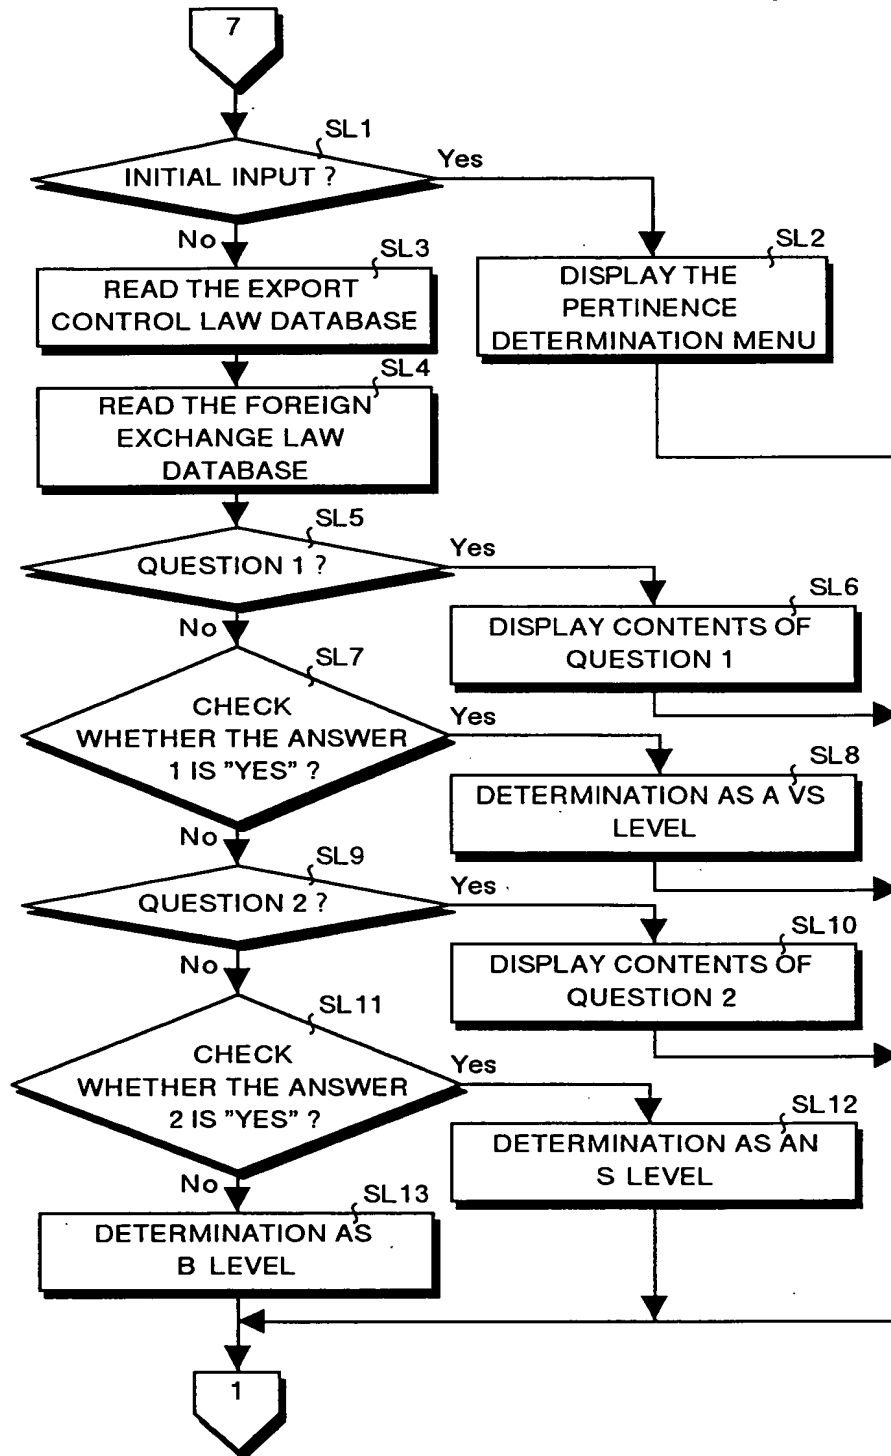 7
SL1
INITIAL INPUT ?
Yes
No
SL3
READ THE EXPORT
CONTROL LAW DATABASE
SL2
DISPLAY THE
PERTINENCE
DETERMINATION MENU
SL4
READ THE FOREIGN
EXCHANGE LAW
DATABASE
SL5
QUESTION 1 ?
Yes
No
SL6
DISPLAY CONTENTS OF
QUESTION 1
SL7
CHECK
WHETHER THE ANSWER
1 IS "YES" ?
Yes
No
SL8
DETERMINATION AS A VS
LEVEL
SL9
QUESTION 2 ?
Yes
No
SL10
DISPLAY CONTENTS OF
QUESTION 2
SL11
CHECK
WHETHER THE ANSWER
2 IS "YES" ?
Yes
No
SL12
DETERMINATION AS AN
S LEVEL
SL13
DETERMINATION AS
B LEVEL
1